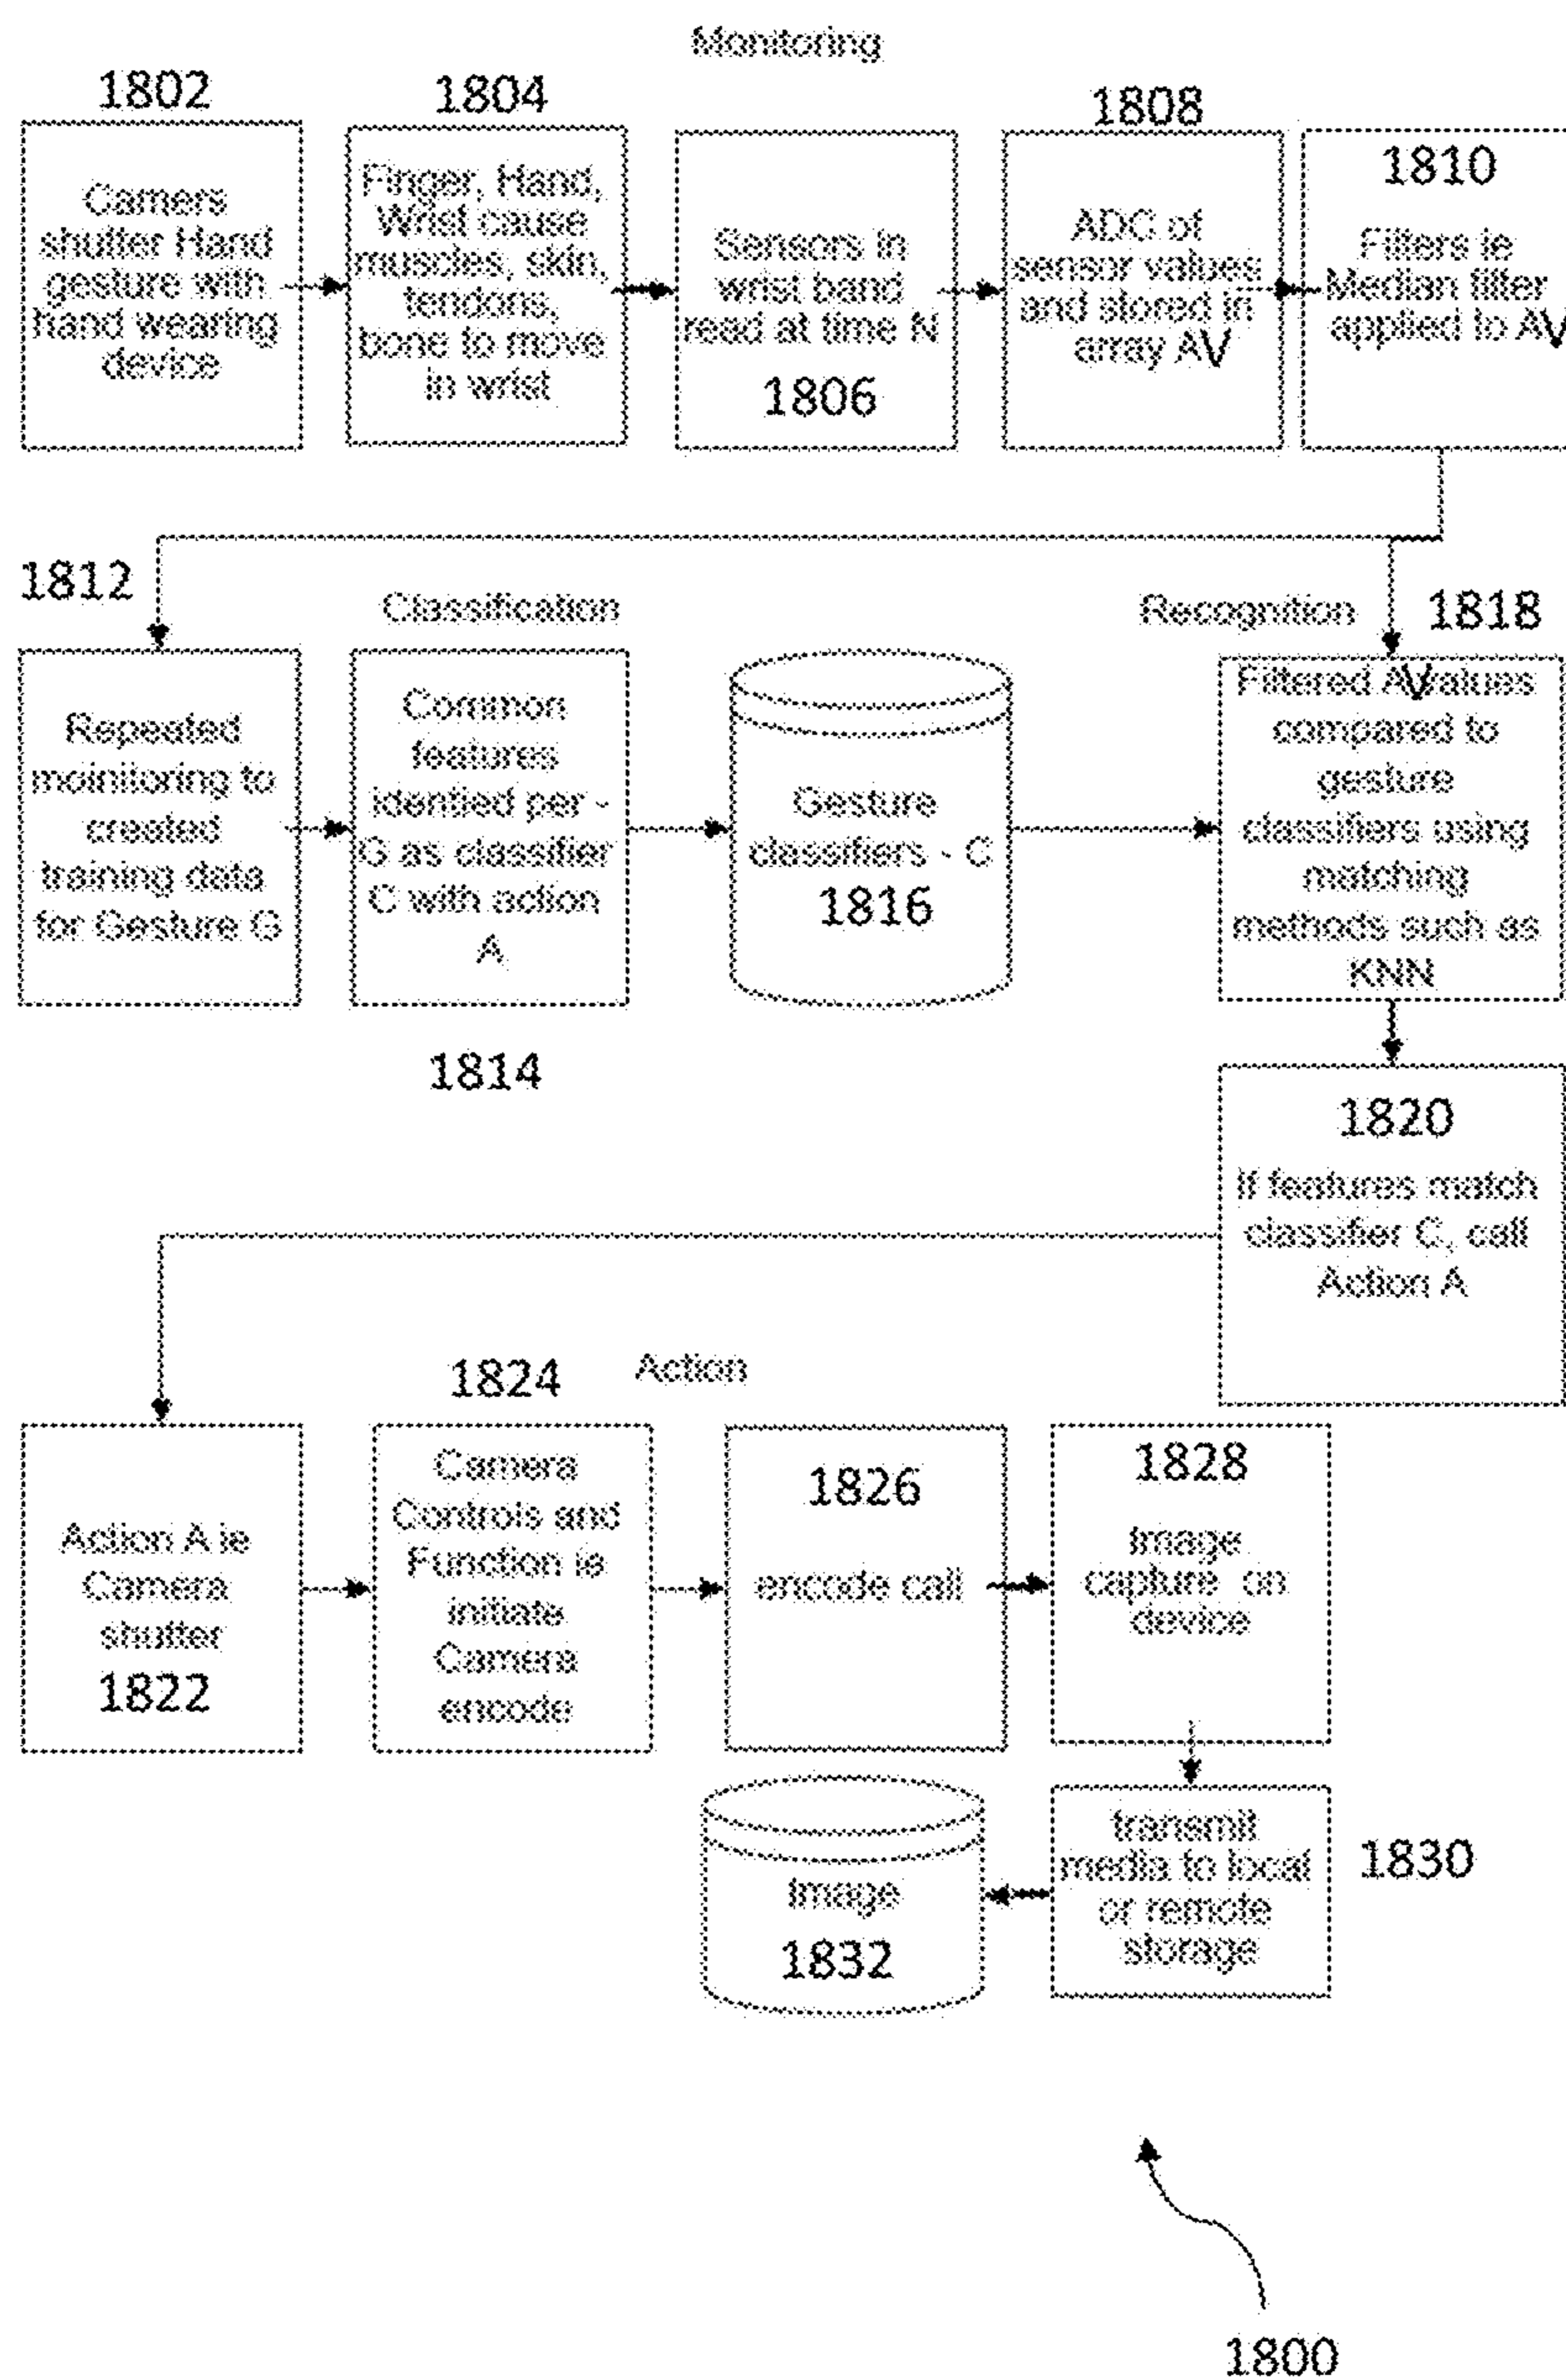 Monitoring
1802
Camers
shutter Hand
gesture with
hand wearing
device
1804
Finger, Hand,
Wrist cause
muscles, skin,
tendons,
bone to move
in wrist
Sensors in
wrist band
read at time N
1806
1808
ADC of
sensor values
and stored in
array AV
1810
Filters ie
Median filter
applied to AV
1812
Repeated
moinitoring to
created
training data
for Gesture G
Classification
Common
features
identied per -
G as classifier
C with action
A
1814
Gesture
classifiers - C
1816
Recognition
1818
Filtered AValues
compared to
gesture
classifiers using
matching
methods such as
KNN
1820
If features match
classifier C, call
Action A
Action
Action A ie
Camera
shutter
1822
1824
Camera
Controls and
Function ie
initiate
Camera
encode
1826
encode call
1828
Image
capture on
device
transmit
media to local
or remote
storage
1830
Image
1832
1800